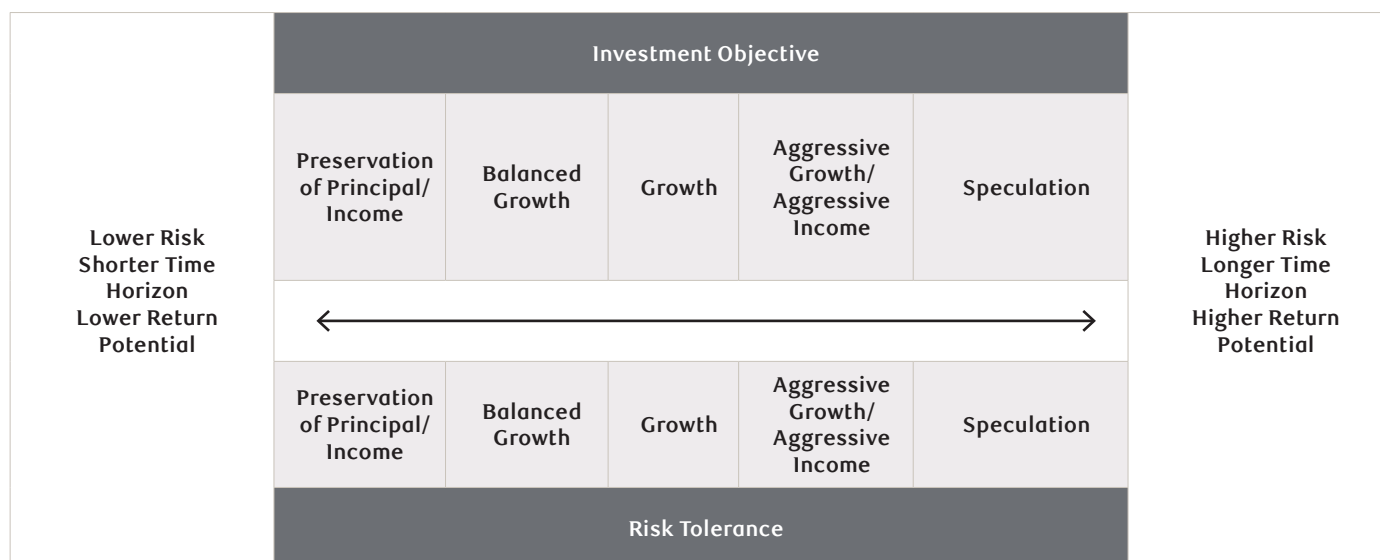 Investment Objective
Lower Risk
Shorter Time
Horizon
Lower Return
Potential
Preservation
of Principal/
Income
Balanced
Growth
Growth
Aggressive
Growth/
Aggressive
Income
Speculation
Higher Risk
Longer Time
Horizon
Higher Return
Potential
Preservation
of Principal/
Income
Balanced
Growth
Growth
Aggressive
Growth/
Aggressive
Income
Speculation
Risk Tolerance